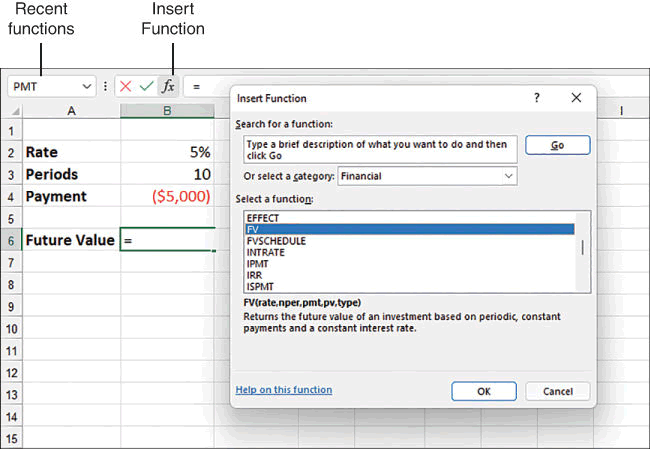 Recent functions
Insert Function
PMT
fx
=
A B I
1
2 Rate 5%
3 Periods 10
4 Payment ($5,000)
5
6 Future Value =
7
8
9
10
11
12
13
14
15
Insert Function
?
Search for a function:
Type a brief description of what you want to do and then
click Go
Go
Or select a category: Financial
Select a function:
EFFECT
FV
FVSCHEDULE
INTRATE
IPMT
IRR
ISPMT
FV(rate,nper,pmt,pv,type)
Returns the future value of an investment based on periodic, constant
payments and a constant interest rate.
Help on this function
OK
Cancel